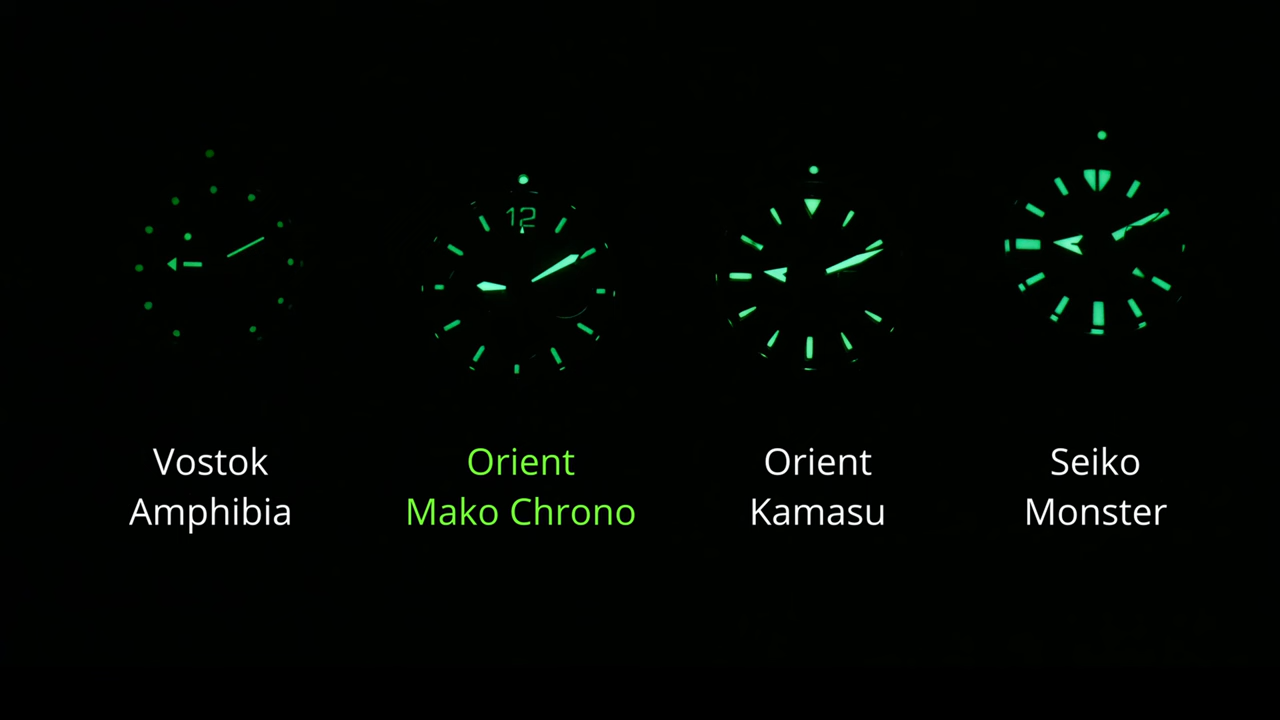 12
Vostok
Amphibia
Orient
Mako Chrono
Orient
Kamasu
Seiko
Monster